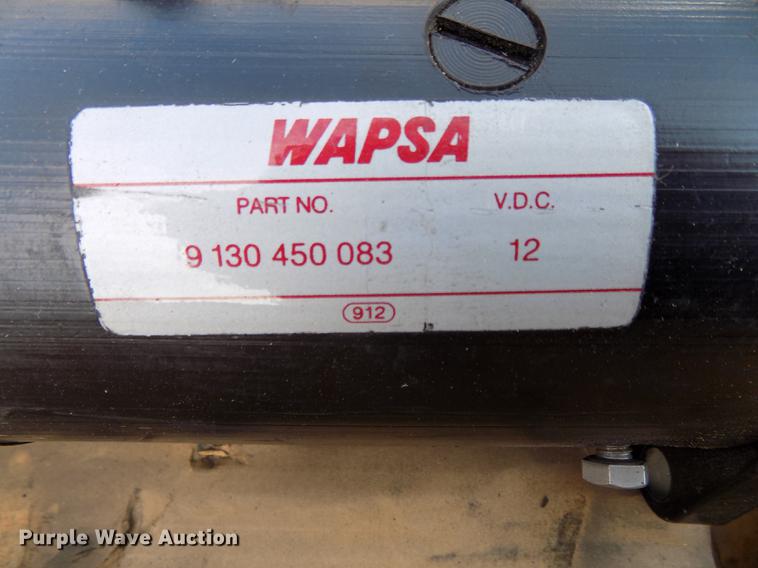 WAPSA
PART NO. V.D.C.
9 130 450 083 12
912
Purple Wave Auction